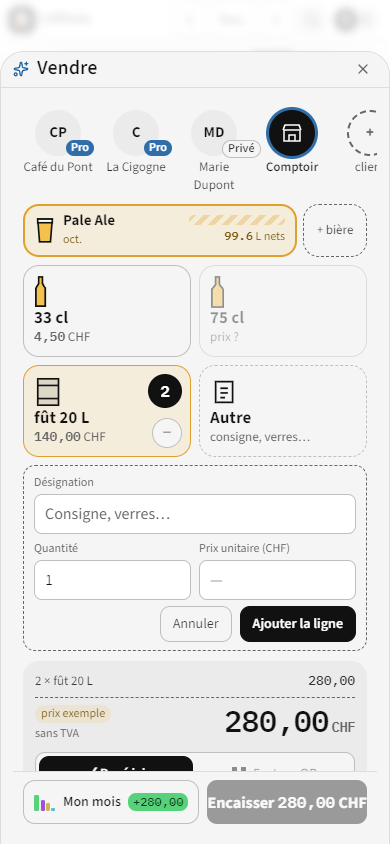 Vendre
CP
C
MD
+
Pro
Pro
Privé
Café du Pont
La Cigogne
Marie
Dupont
Comptoir
clien
Pale Ale
oct.
99.6 L nets
+ bière
33 cl
4,50 CHF
75 cl
prix ?
2
fût 20 L
140,00 CHF
−
Autre
consigne, verres…
Désignation
Consigne, verres…
Quantité
Prix unitaire (CHF)
1
—
Annuler
Ajouter la ligne
2 × fût 20 L
280,00
prix exemple
sans TVA
280,00 CHF
Mon mois
+280,00
Encaisser 280,00 CHF